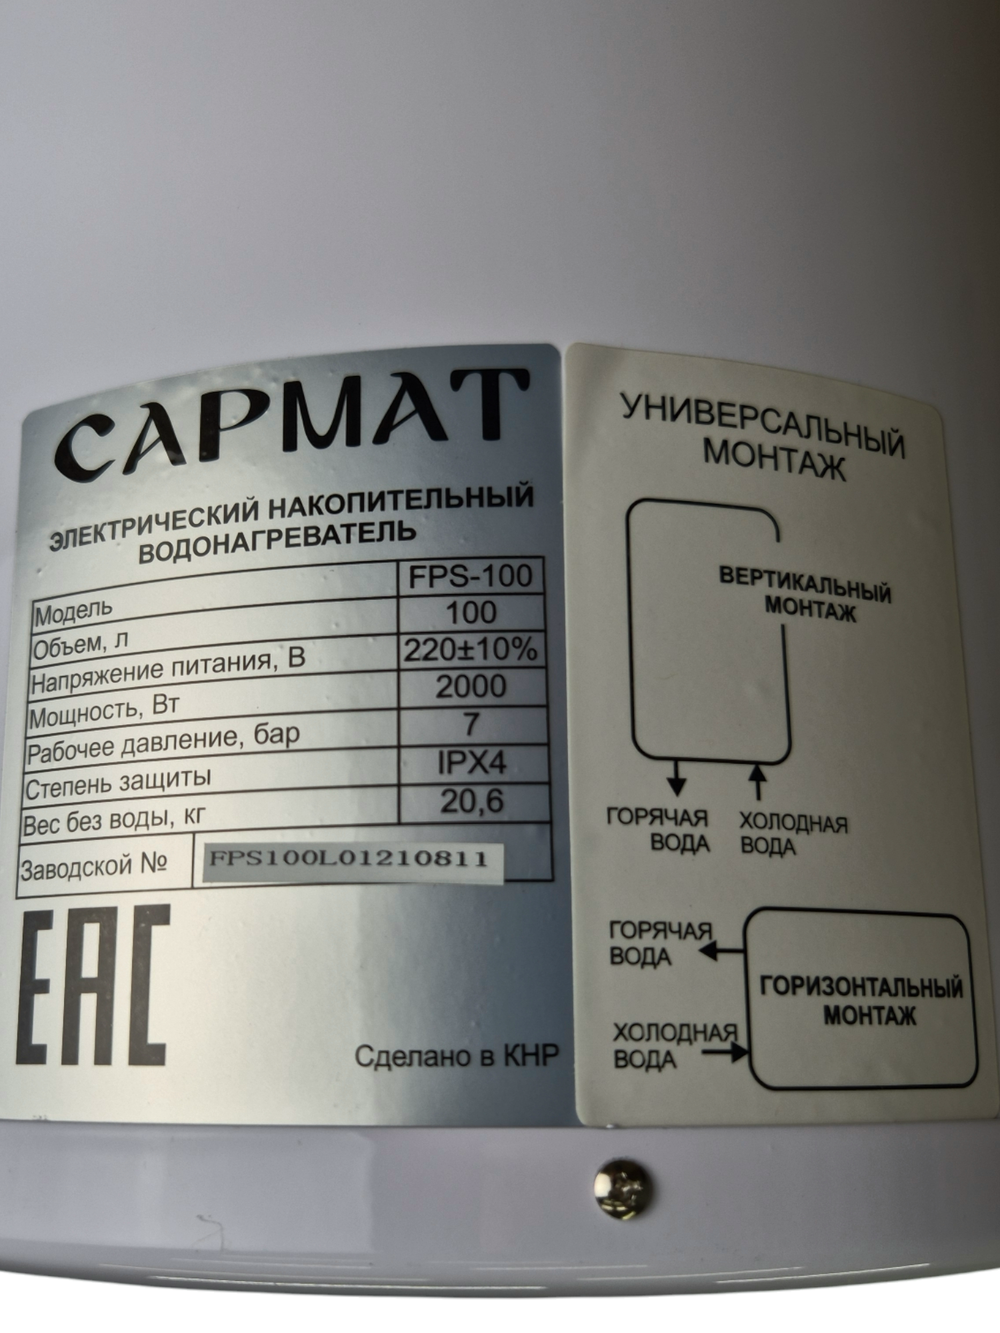 САРМАТ
ЭЛЕКТРИЧЕСКИЙ НАКОПИТЕЛЬНЫЙ
ВОДОНАГРЕВАТЕЛЬ
Модель FPS-100
Объем, л 100
Напряжение питания, В 220±10%
Мощность, Вт 2000
Рабочее давление, бар 7
Степень защиты IPX4
Вес без воды, кг 20,6
Заводской № FPS100L01210811
EAC
Сделано в КНР
УНИВЕРСАЛЬНЫЙ
МОНТАЖ
ВЕРТИКАЛЬНЫЙ
МОНТАЖ
ГОРЯЧАЯ
ВОДА
ХОЛОДНАЯ
ВОДА
ГОРЯЧАЯ
ВОДА
ГОРИЗОНТАЛЬНЫЙ
МОНТАЖ
ХОЛОДНАЯ
ВОДА